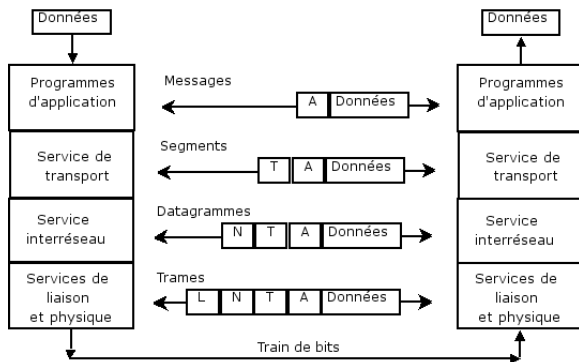 Données
Données
Programmes
d'application
Messages
A Données
Programmes
d'application
Service de
transport
Segments
T A Données
Service de
transport
Service
interréseau
Datagrammes
N T A Données
Service
interréseau
Services de
liaison
et physique
Trames
L N T A Données
Services de
liaison
et physique
Train de bits